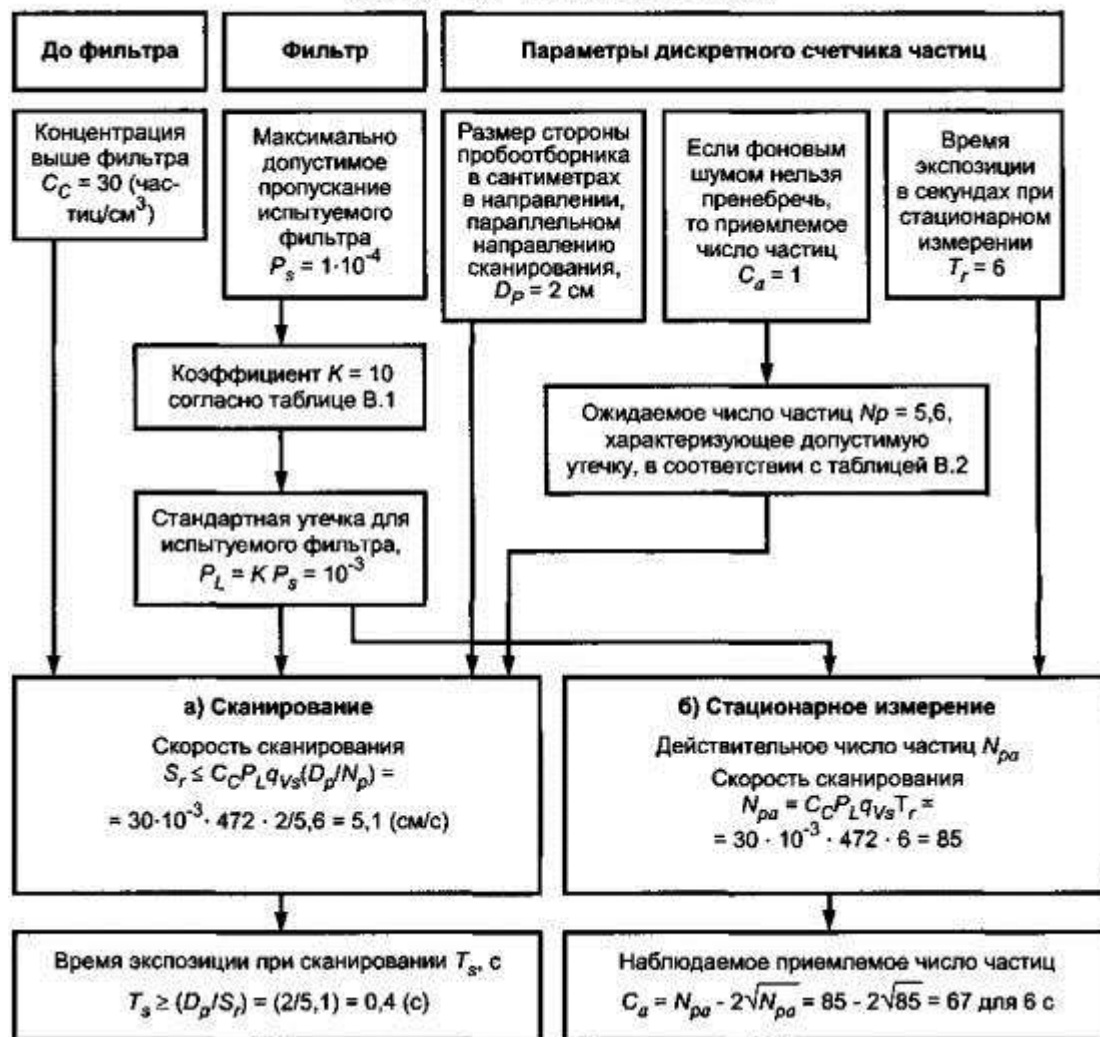 До фильтра
Фильтр
Параметры дискретного счетчика частиц
Концентрация
выше фильтра
C_C = 30 (час-
тиц/см³)
Максимально
допустимое
пропускание
испытуемого
фильтра
P_s = 1·10⁻⁴
Размер стороны
пробоотборника
в сантиметрах
в направлении,
параллельном
направлению
сканирования,
D_P = 2 см
Если фоновым
шумом нельзя
пренебречь,
то приемлемое
число частиц
C_a = 1
Время
экспозиции
в секундах при
стационарном
измерении
T_r = 6
Коэффициент K = 10
согласно таблице В.1
Ожидаемое число частиц Np = 5,6,
характеризующее допустимую
утечку, в соответствии с таблицей В.2
Стандартная утечка для
испытуемого фильтра,
P_L = K P_s = 10⁻³
а) Сканирование
Скорость сканирования
S_r ≤ C_C P_L q_Vs (D_p/N_p) =
= 30·10⁻³ · 472 · 2/5,6 = 5,1 (см/с)
б) Стационарное измерение
Действительное число частиц N_pa
Скорость сканирования
N_pa = C_C P_L q_Vs T_r =
= 30 · 10⁻³ · 472 · 6 = 85
Время экспозиции при сканировании T_s, с
T_s ≥ (D_p/S_r) = (2/5,1) = 0,4 (с)
Наблюдаемое приемлемое число частиц
C_a = N_pa - 2√N_pa = 85 - 2√85 = 67 для 6 с